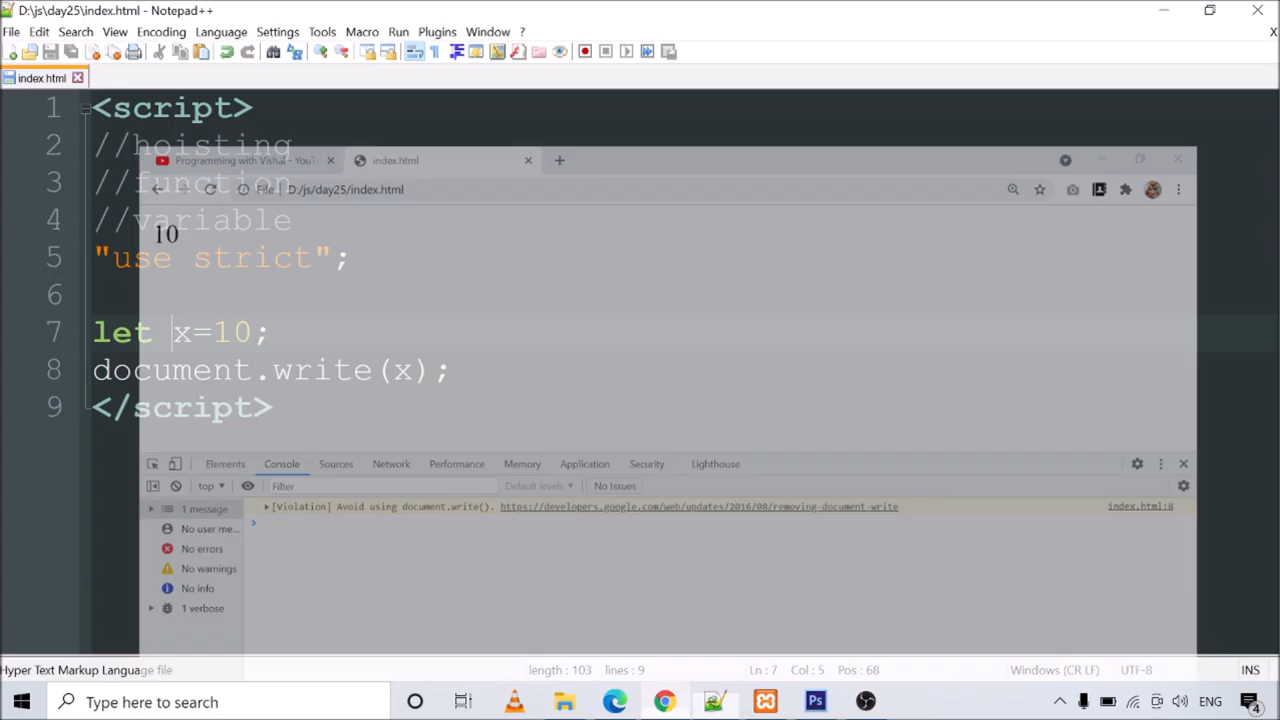 D:\js\day25\index.html - Notepad++
File Edit Search View Encoding Language Settings Tools Macro Run Plugins Window ? X
index.html
1 <script>
2 //hoisting
3 //function
4 //variable
5 "use strict";
6
7 let x=10;
8 document.write(x);
9 </script>
Programming with Vishal - YouT
index.html
File D:/js/day25/index.html
10
Elements Console Sources Network Performance Memory Application Security Lighthouse
top Filter Default levels No Issues
1 message
[Violation] Avoid using document.write(). https://developers.google.com/web/updates/2016/08/removing-document-write index.html:8
No user me...
No errors
No warnings
No info
1 verbose
Hyper Text Markup Language file length : 103 lines : 9 Ln : 7 Col : 5 Pos : 68 Windows (CR LF) UTF-8 INS
Type here to search
Ps
ENG
4